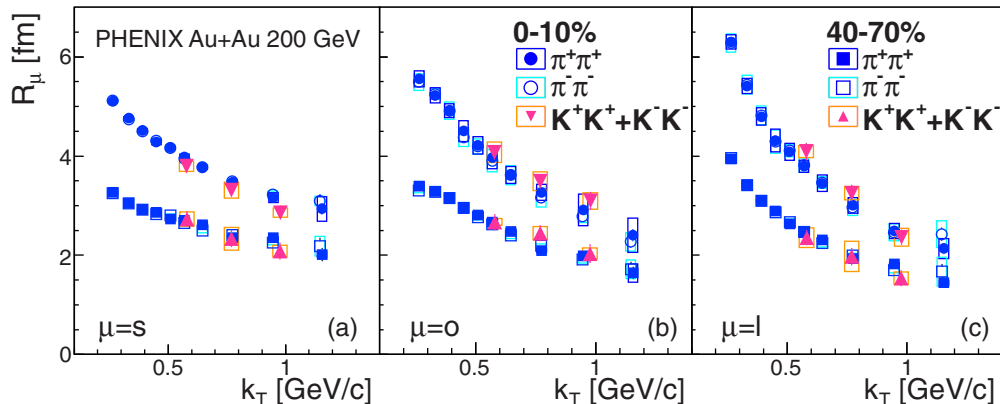 R_μ [fm]
6
4
2
0
PHENIX Au+Au 200 GeV
μ=s
(a)
0.5
1
k_T [GeV/c]
0-10%
π⁺π⁺
π⁻π⁻
K⁺K⁺+K⁻K⁻
μ=o
(b)
0.5
1
k_T [GeV/c]
40-70%
π⁺π⁺
π⁻π⁻
K⁺K⁺+K⁻K⁻
μ=l
(c)
0.5
1
k_T [GeV/c]